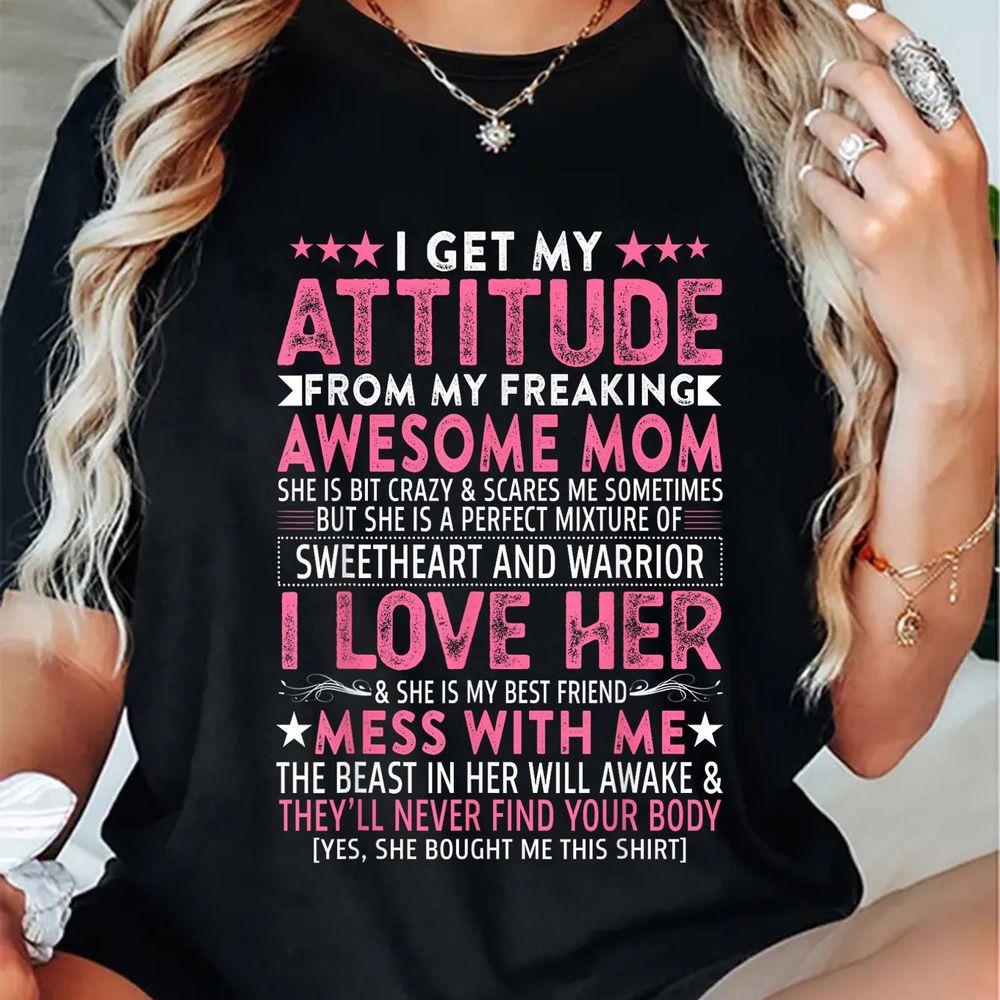 I GET MY
ATTITUDE
FROM MY FREAKING
AWESOME MOM
SHE IS BIT CRAZY & SCARES ME SOMETIMES
BUT SHE IS A PERFECT MIXTURE OF
SWEETHEART AND WARRIOR
I LOVE HER
& SHE IS MY BEST FRIEND
MESS WITH ME
THE BEAST IN HER WILL AWAKE &
THEY'LL NEVER FIND YOUR BODY
[YES, SHE BOUGHT ME THIS SHIRT]